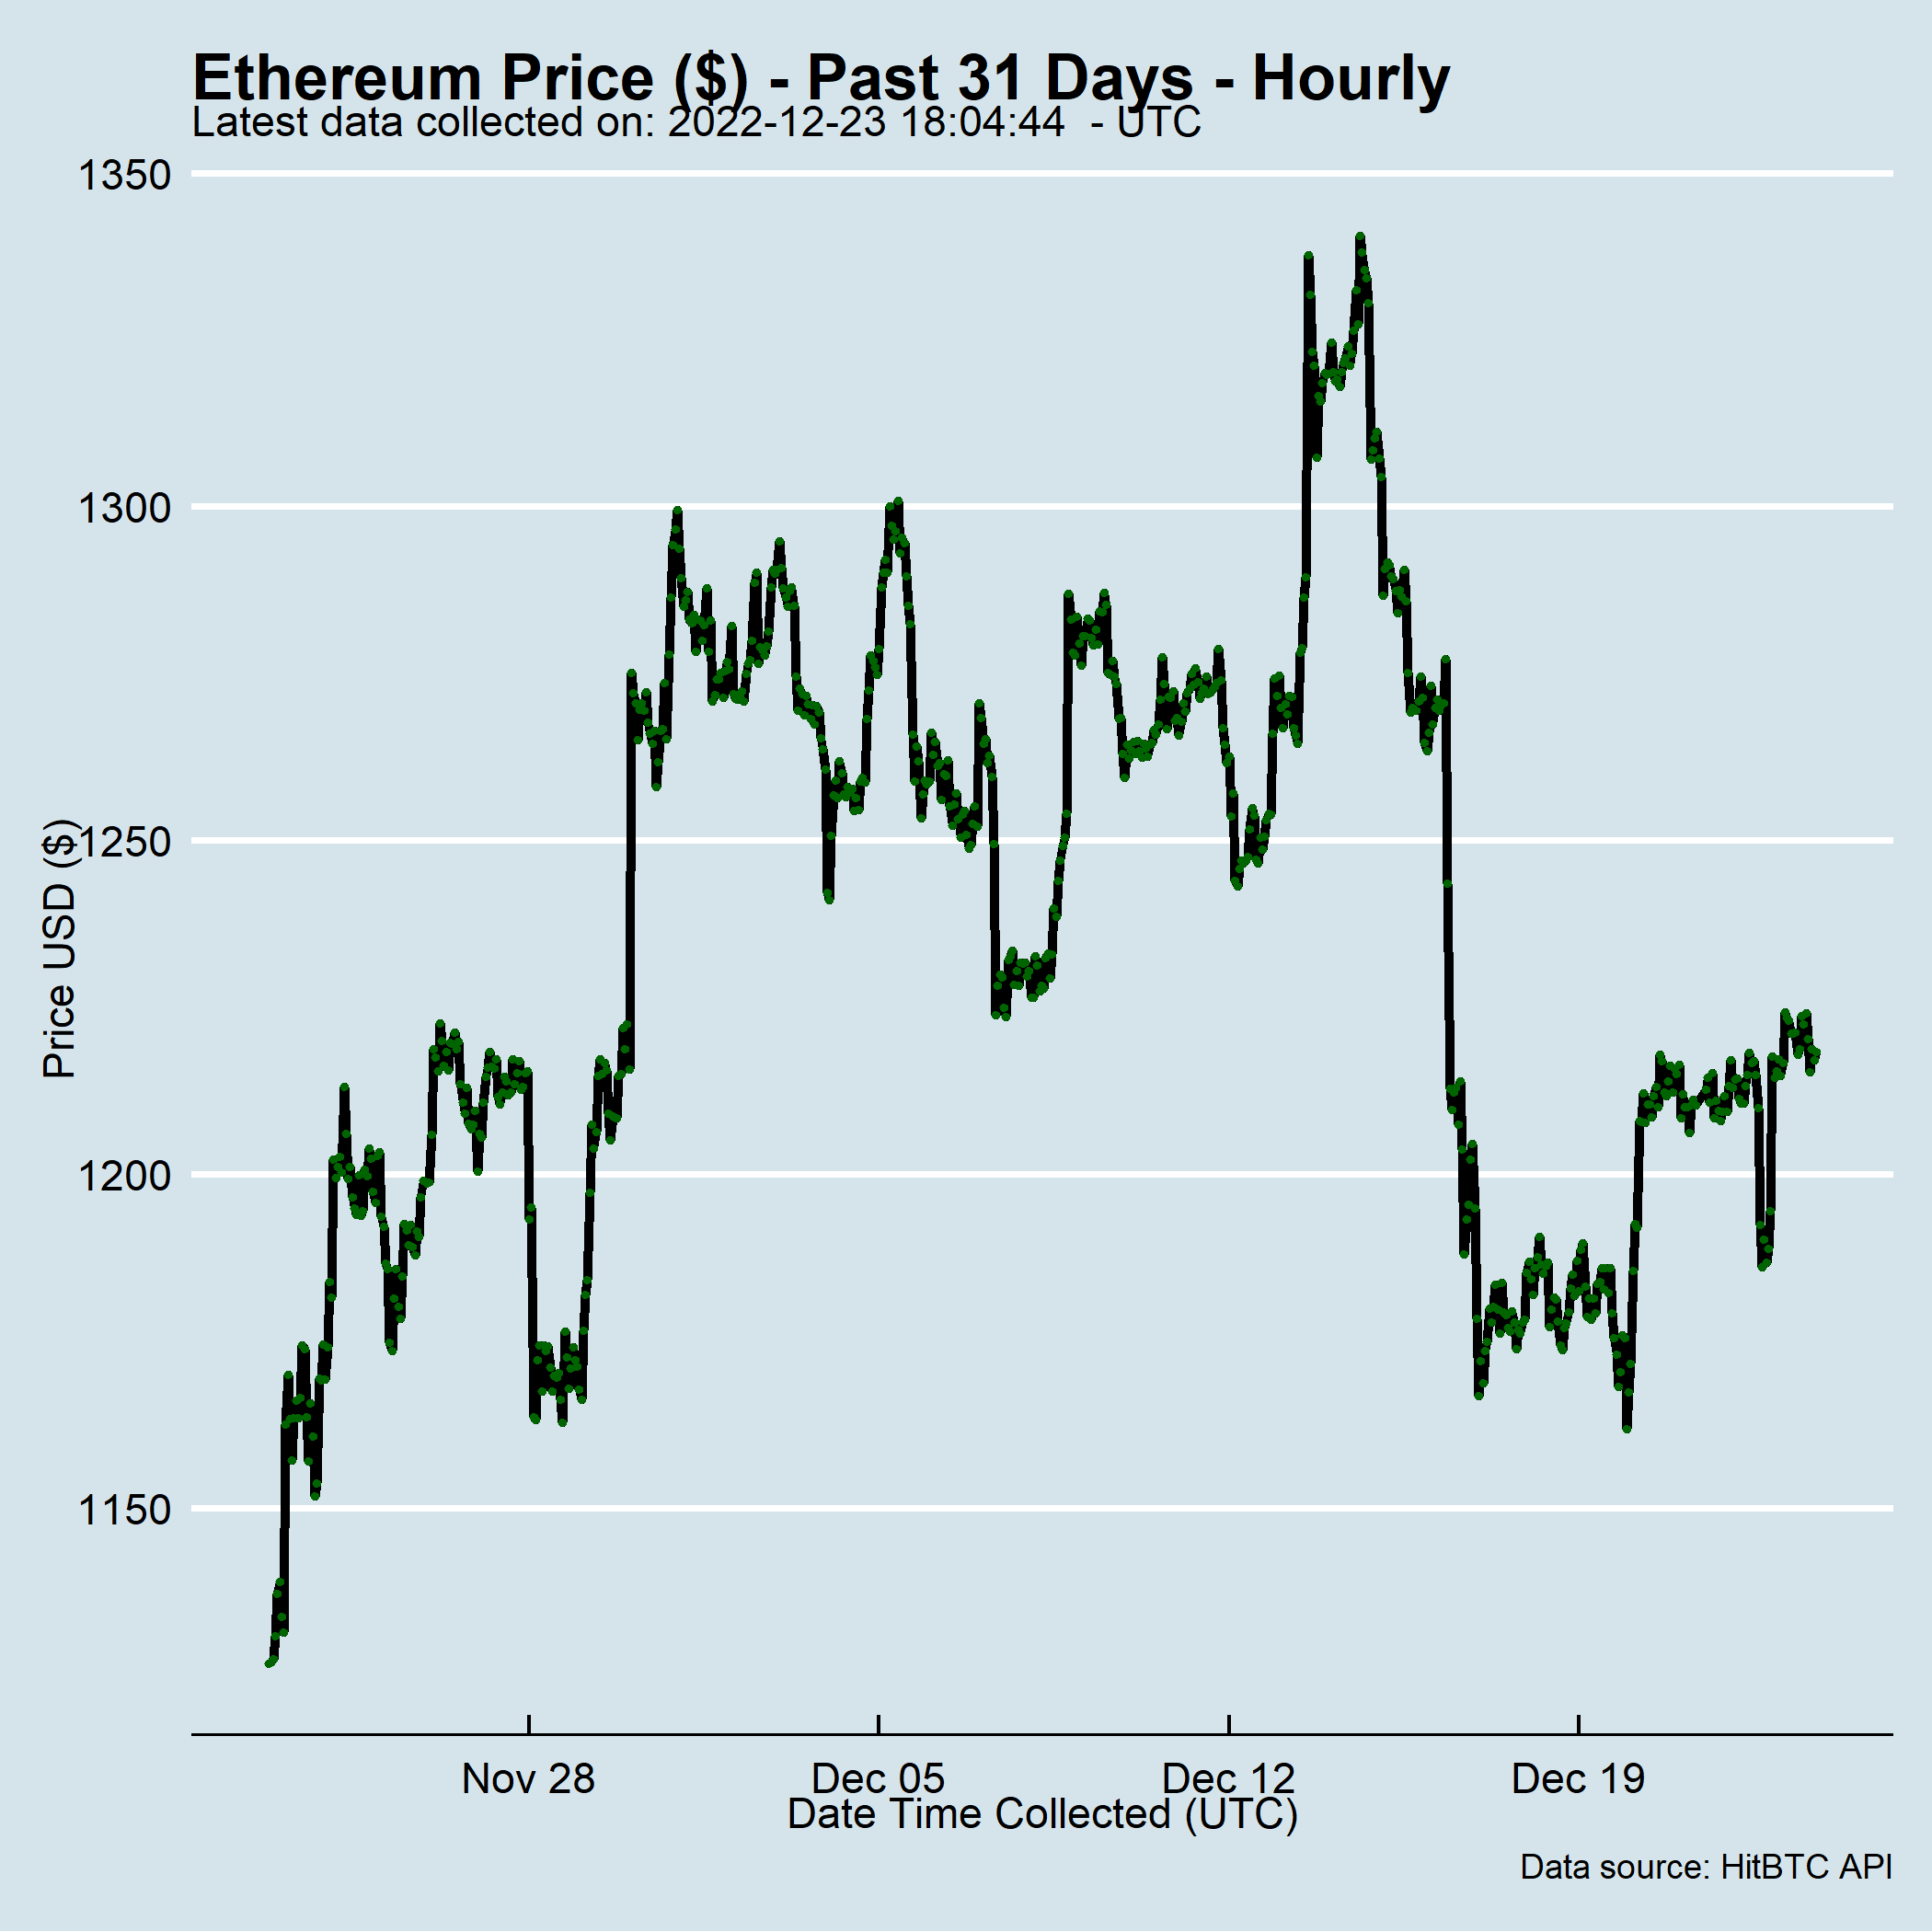 Ethereum Price ($) - Past 31 Days - Hourly
Latest data collected on: 2022-12-23 18:04:44  - UTC
1350
1300
1250
1200
1150
Price USD ($)
Nov 28
Dec 05
Dec 12
Dec 19
Date Time Collected (UTC)
Data source: HitBTC API